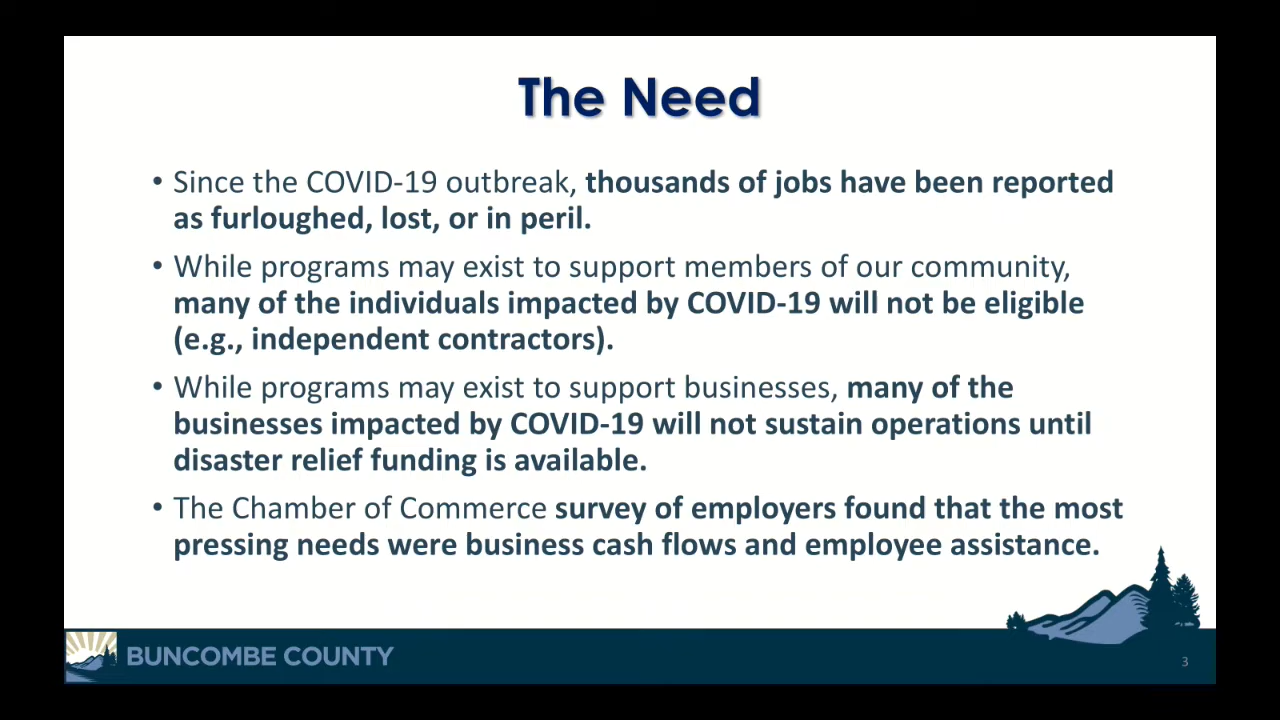 The Need
• Since the COVID-19 outbreak, thousands of jobs have been reported
as furloughed, lost, or in peril.
• While programs may exist to support members of our community,
many of the individuals impacted by COVID-19 will not be eligible
(e.g., independent contractors).
• While programs may exist to support businesses, many of the
businesses impacted by COVID-19 will not sustain operations until
disaster relief funding is available.
• The Chamber of Commerce survey of employers found that the most
pressing needs were business cash flows and employee assistance.
BUNCOMBE COUNTY
3